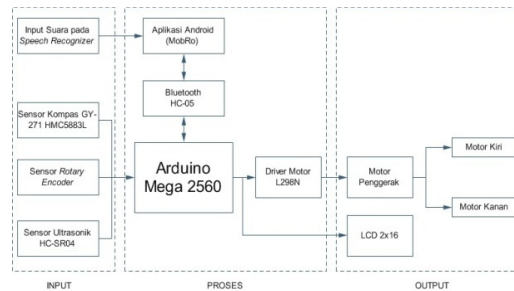 Input Suara pada
Speech Recognizer
Aplikasi Android
(MobRo)
Bluetooth
HC-05
Sensor Kompas GY-
271 HMC5883L
Sensor Rotary
Encoder
Sensor Ultrasonik
HC-SR04
Arduino
Mega 2560
Driver Motor
L298N
Motor
Penggerak
Motor Kiri
Motor Kanan
LCD 2x16
INPUT
PROSES
OUTPUT